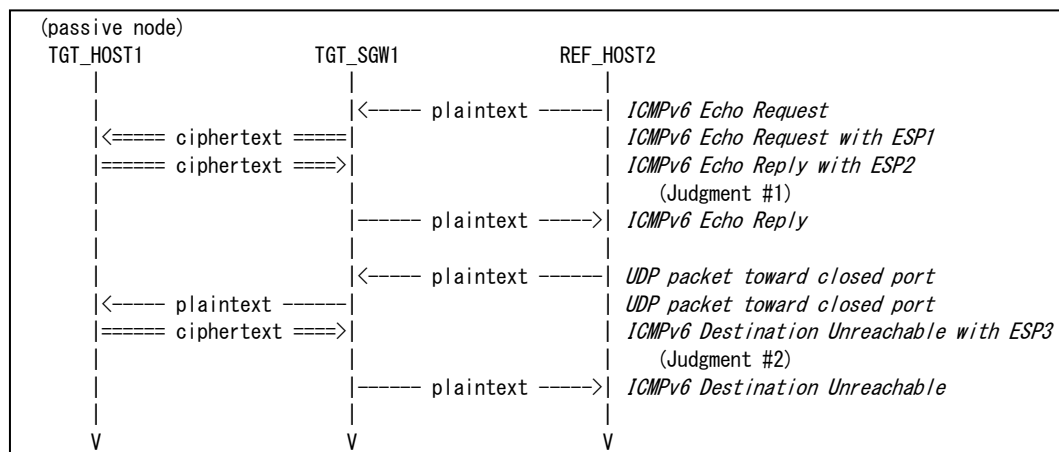 (passive node)
TGT_HOST1 TGT_SGW1 REF_HOST2
| | |
| |<----- plaintext ------| ICMPv6 Echo Request
|<===== ciphertext =====| | ICMPv6 Echo Request with ESP1
|====== ciphertext ====>| | ICMPv6 Echo Reply with ESP2
| | | (Judgment #1)
| |------ plaintext ----->| ICMPv6 Echo Reply
| | |
| |<----- plaintext ------| UDP packet toward closed port
|<----- plaintext ------| | UDP packet toward closed port
|====== ciphertext ====>| | ICMPv6 Destination Unreachable with ESP3
| | | (Judgment #2)
| |------ plaintext ----->| ICMPv6 Destination Unreachable
| | |
V V V